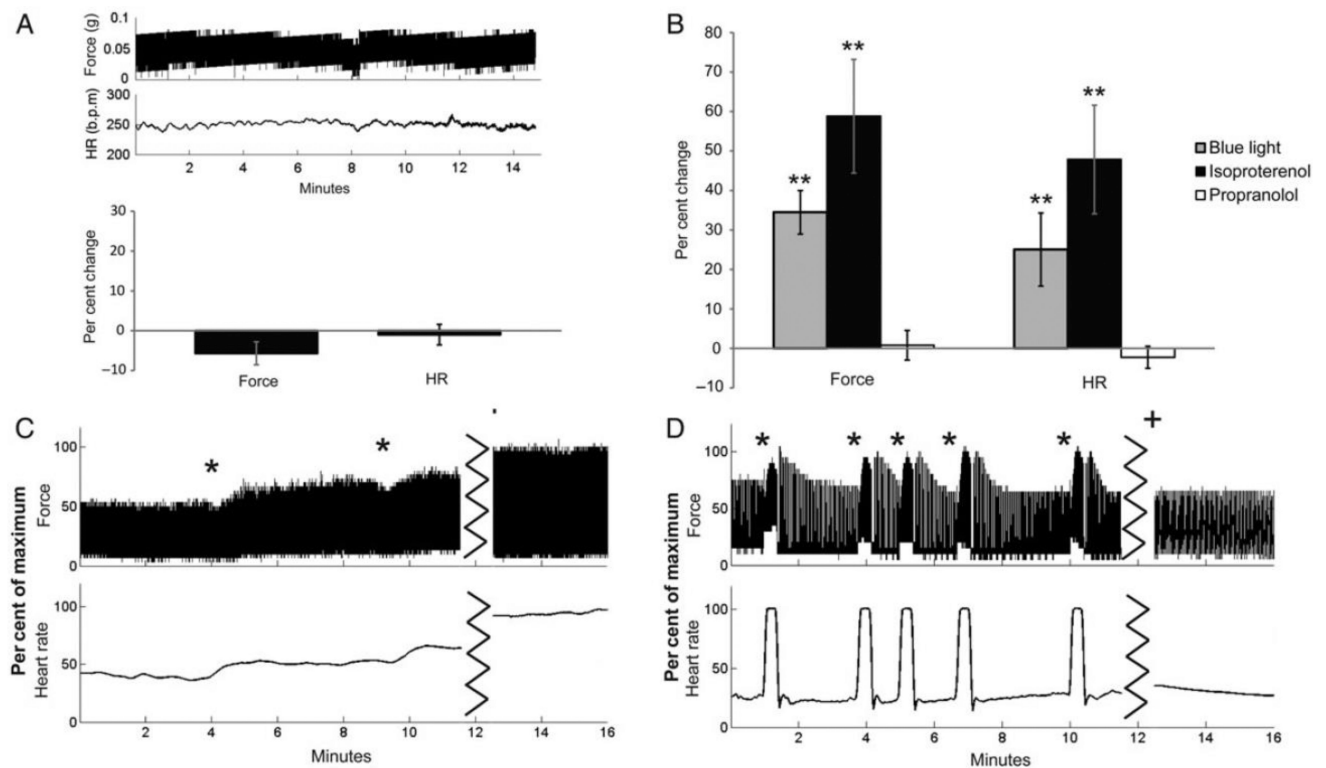 A
Force (g)
0.1
0.05
0
HR (b.p.m)
300
250
200
2 4 6 8 10 12 14
Minutes
Per cent change
30
20
10
0
–10
Force HR
B
Per cent change
80
70
60
50
40
30
20
10
0
–10
** ** ** **
Force HR
Blue light
Isoproterenol
Propranolol
C
Per cent of maximum
Force
100
50
0
* *
Heart rate
100
50
0
2 4 6 8 10 12 14 16
Minutes
D
Per cent of maximum
Force
100
50
0
* * * * * +
Heart rate
100
50
0
2 4 6 8 10 12 14 16
Minutes